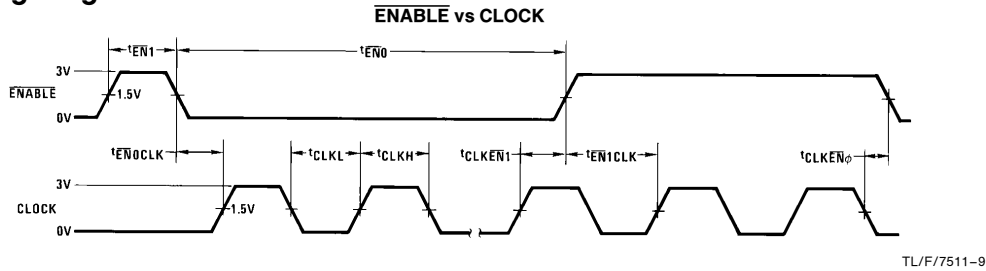 ENABLE vs CLOCK
tEN1
tEN0
3V
ENABLE
1.5V
0V
tEN0CLK
tCLKL
tCLKH
tCLKEN1
tEN1CLK
tCLKENϕ
3V
CLOCK
1.5V
0V
TL/F/7511–9